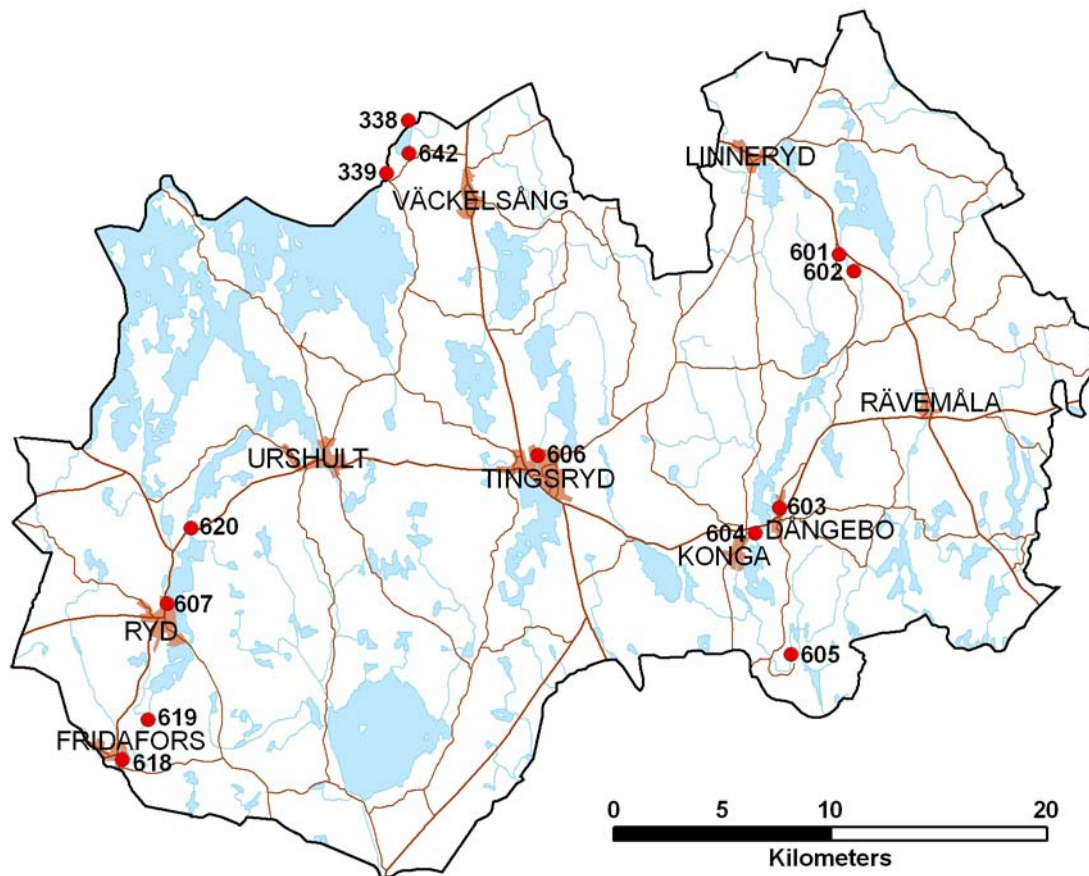 338
642
339
VÄCKELSÅNG
LINNERYD
601
602
RÄVEMÅLA
URSHULT
606
TINGSRYD
603
620
604
DÅNGEBO
KONGA
607
RYD
605
619
FRIDAFORS
618
0 5 10 20
Kilometers